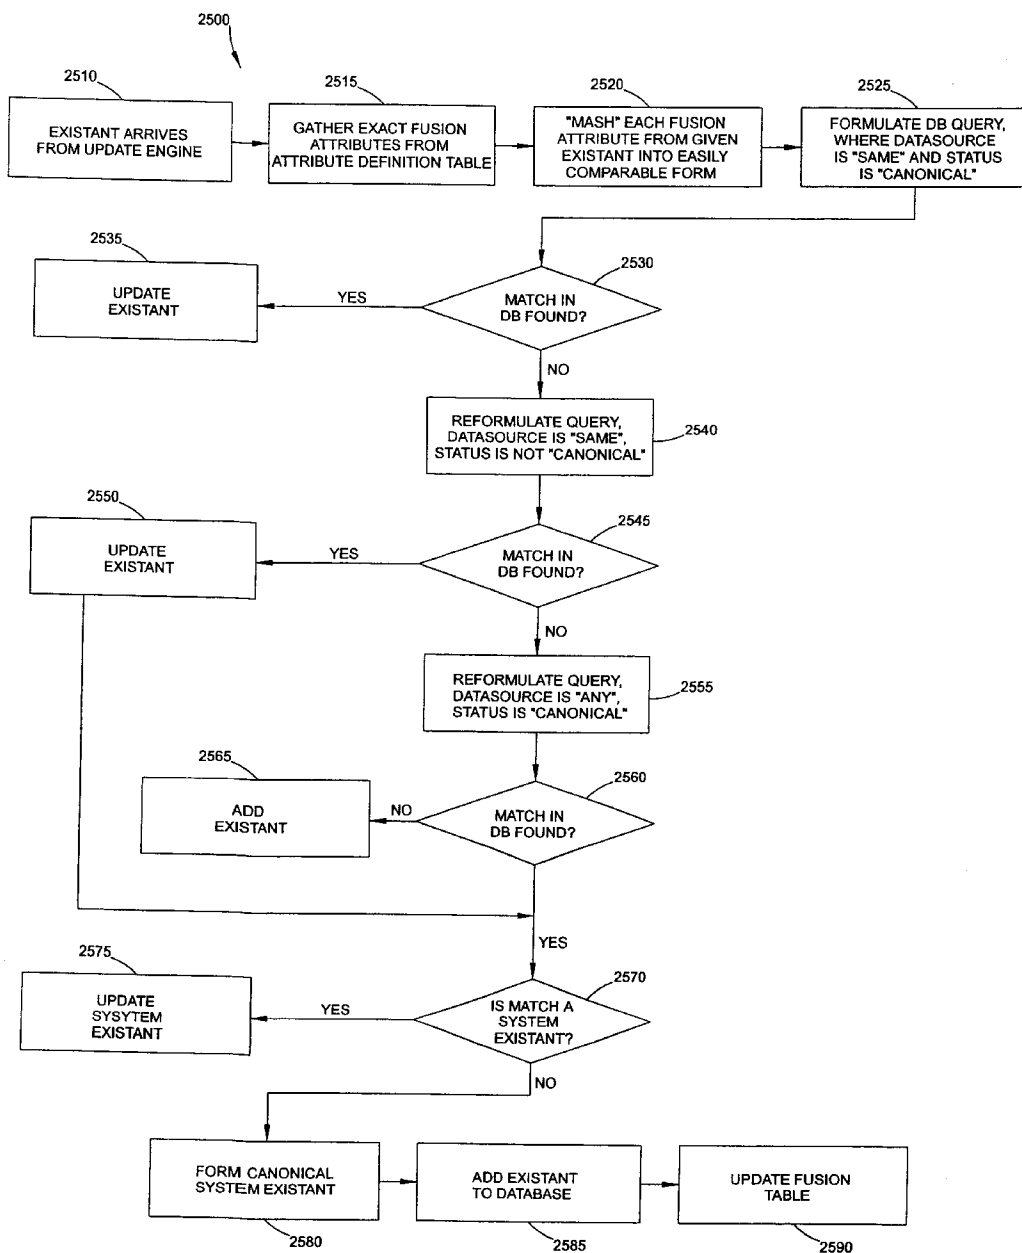 2500
2510
EXISTANT ARRIVES
FROM UPDATE ENGINE
2515
GATHER EXACT FUSION
ATTRIBUTES FROM
ATTRIBUTE DEFINITION TABLE
2520
"MASH" EACH FUSION
ATTRIBUTE FROM GIVEN
EXISTANT INTO EASILY
COMPARABLE FORM
2525
FORMULATE DB QUERY,
WHERE DATASOURCE
IS "SAME" AND STATUS
IS "CANONICAL"
2535
UPDATE
EXISTANT
YES
2530
MATCH IN
DB FOUND?
NO
REFORMULATE QUERY,
DATASOURCE IS "SAME",
STATUS IS NOT "CANONICAL"
2540
2550
UPDATE
EXISTANT
YES
2545
MATCH IN
DB FOUND?
NO
REFORMULATE QUERY,
DATASOURCE IS "ANY",
STATUS IS "CANONICAL"
2555
2565
ADD
EXISTANT
NO
2560
MATCH IN
DB FOUND?
YES
2575
UPDATE
SYSYTEM
EXISTANT
YES
2570
IS MATCH A
SYSTEM
EXISTANT?
NO
FORM CANONICAL
SYSTEM EXISTANT
2580
ADD EXISTANT
TO DATABASE
2585
UPDATE FUSION
TABLE
2590